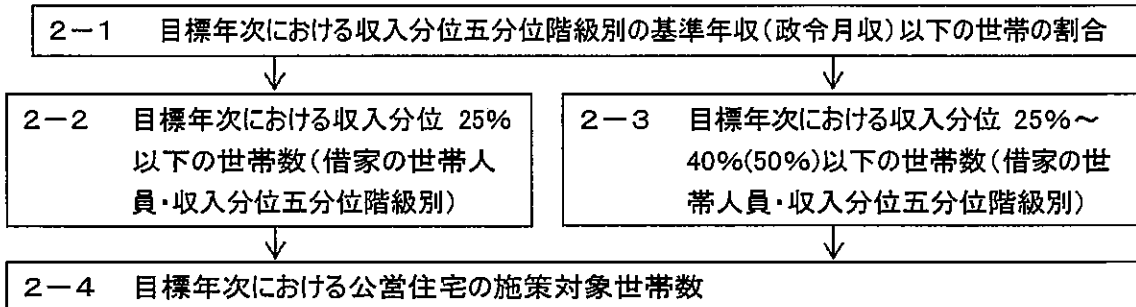 2－1　目標年次における収入分位五分位階級別の基準年収(政令月収)以下の世帯の割合
2－2　目標年次における収入分位 25%
以下の世帯数(借家の世帯人
員・収入分位五分位階級別)
2－3　目標年次における収入分位 25%～
40%(50%)以下の世帯数(借家の世
帯人員・収入分位五分位階級別)
2－4　目標年次における公営住宅の施策対象世帯数